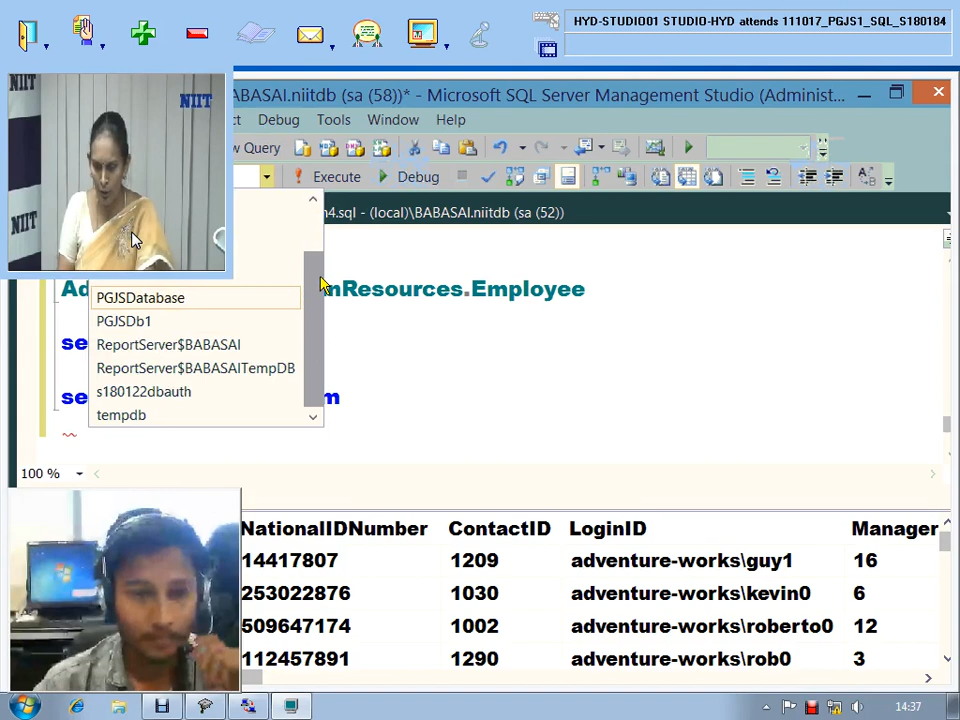 HYD-STUDIO01 STUDIO-HYD attends 111017_PGJS1_SQL_S180184
NIIT
NIIT
NIIT
BABASAI.niitdb (sa (58))* - Microsoft SQL Server Management Studio (Administ...
Debug Tools Window Help
Query
Execute Debug
4.sql - (local)\BABASAI.niitdb (sa (52))
Ad
mResources.Employee
se
se
m
PGJSDatabase
PGJSDb1
ReportServer$BABASAI
ReportServer$BABASAITempDB
s180122dbauth
tempdb
100 %
NationalIDNumber ContactID LoginID Manager
14417807 1209 adventure-works\guy1 16
253022876 1030 adventure-works\kevin0 6
509647174 1002 adventure-works\roberto0 12
112457891 1290 adventure-works\rob0 3
14:37